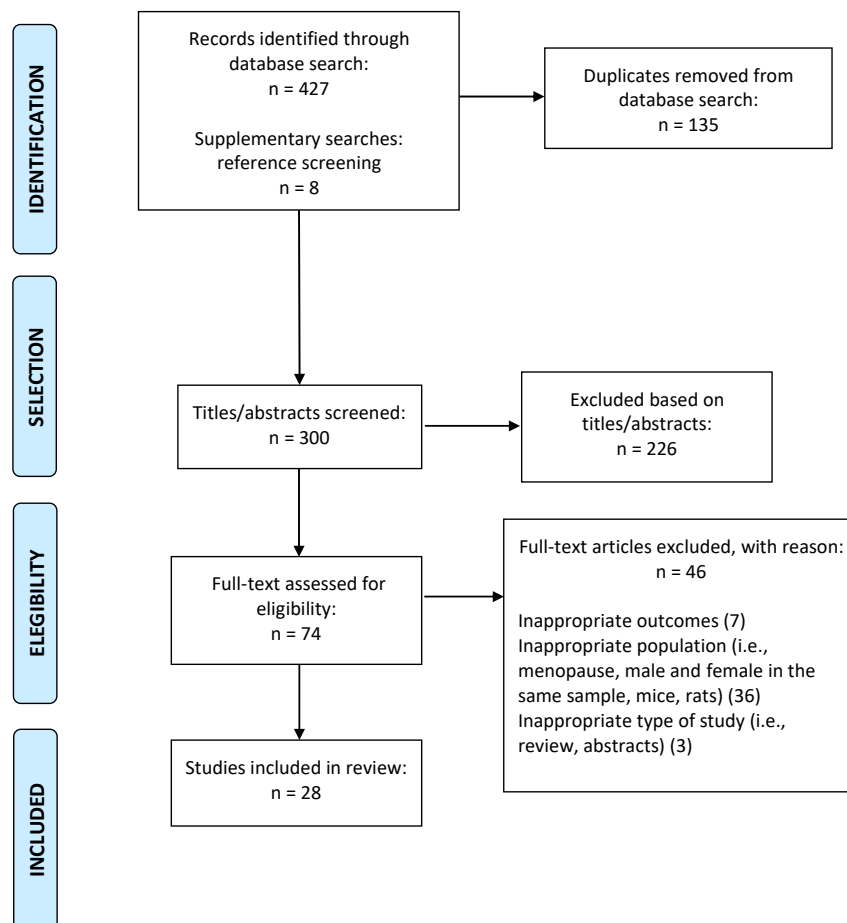 IDENTIFICATION
Records identified through
database search:
n = 427
Supplementary searches:
reference screening
n = 8
Duplicates removed from
database search:
n = 135
SELECTION
Titles/abstracts screened:
n = 300
Excluded based on
titles/abstracts:
n = 226
ELEGIBILITY
Full-text assessed for
eligibility:
n = 74
Full-text articles excluded, with reason:
n = 46
Inappropriate outcomes (7)
Inappropriate population (i.e.,
menopause, male and female in the
same sample, mice, rats) (36)
Inappropriate type of study (i.e.,
review, abstracts) (3)
INCLUDED
Studies included in review:
n = 28